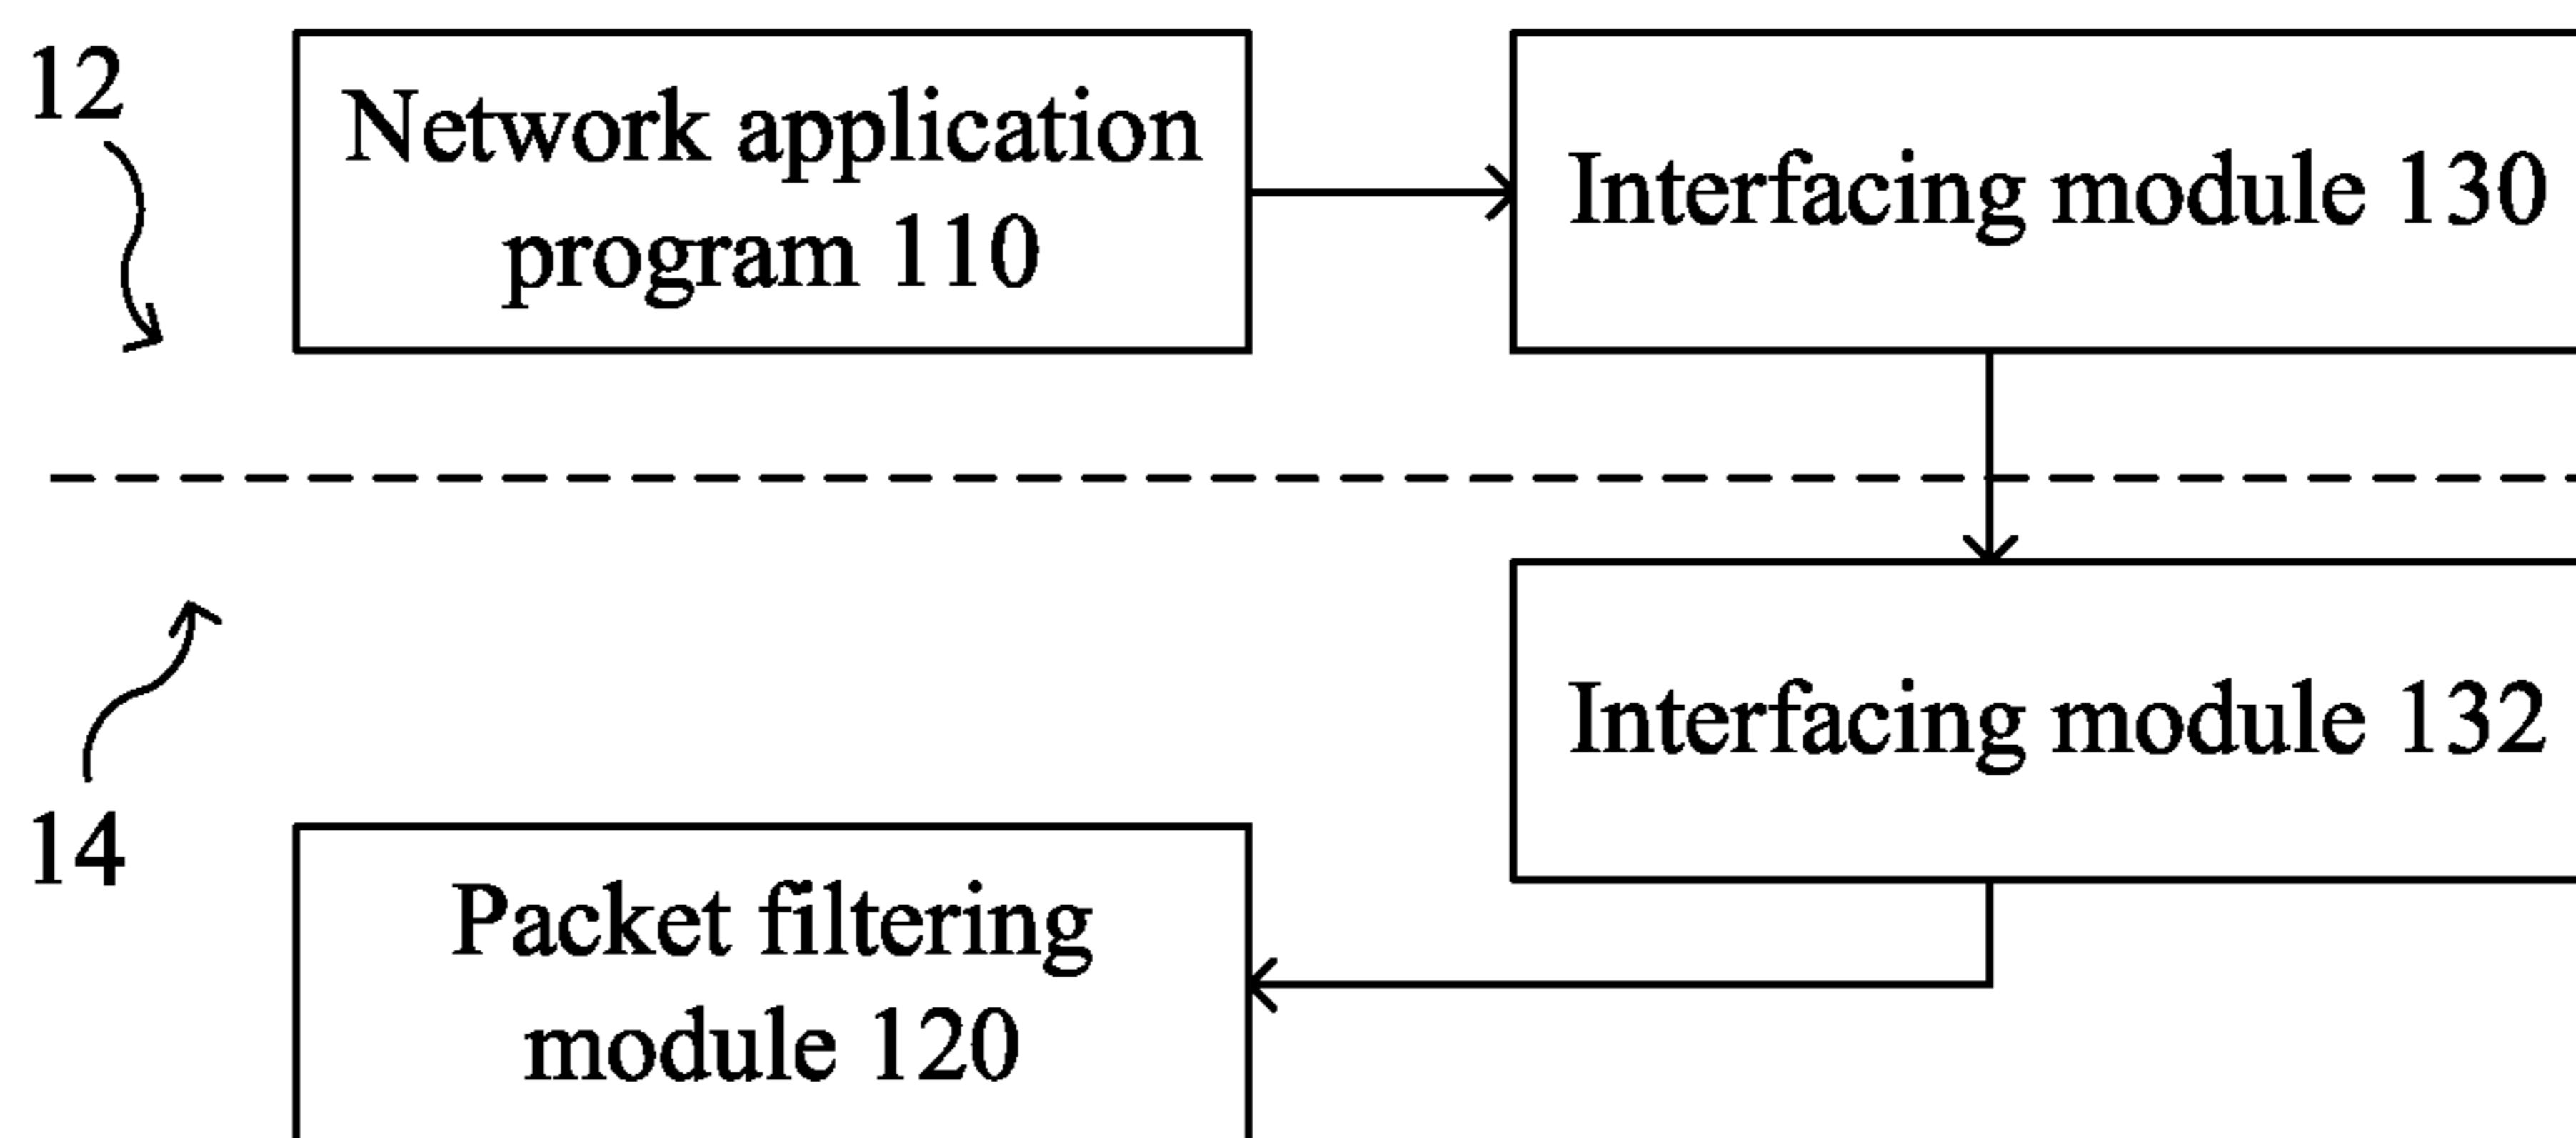 12
Network application
program 110
Interfacing module 130
Interfacing module 132
14
Packet filtering
module 120